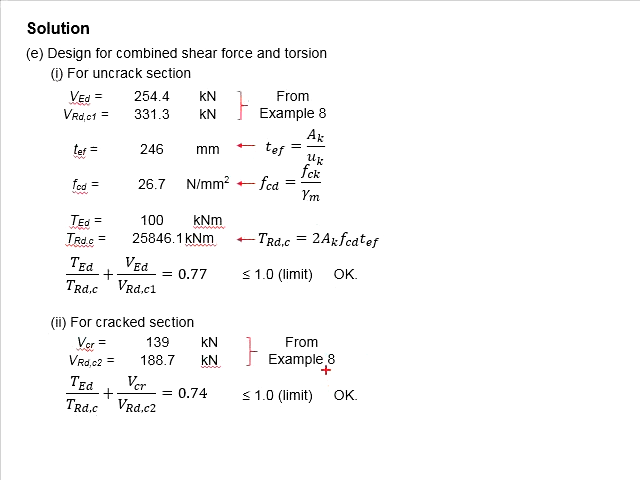 Solution
(e) Design for combined shear force and torsion
(i) For uncrack section
VEd = 254.4 kN From
VRd,c1 = 331.3 kN Example 8
tef = 246 mm ← tef = Ak/uk
fcd = 26.7 N/mm² ← fcd = fck/γm
TEd = 100 kNm
TRd.c = 25846.1 kNm ← TRd,c = 2Akfcdtef
TEd/TRd,c + VEd/VRd,c1 = 0.77 ≤ 1.0 (limit) OK.
(ii) For cracked section
Vcr = 139 kN From
VRd,c2 = 188.7 kN Example 8
TEd/TRd,c + Vcr/VRd,c2 = 0.74 ≤ 1.0 (limit) OK.